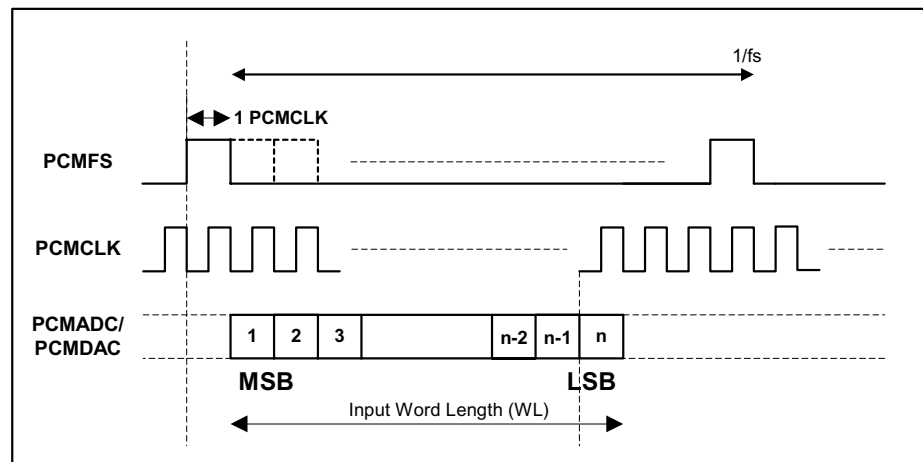 1/fs
1 PCMCLK
PCMFS
PCMCLK
PCMADC/
PCMDAC
1 2 3 n-2 n-1 n
MSB LSB
Input Word Length (WL)